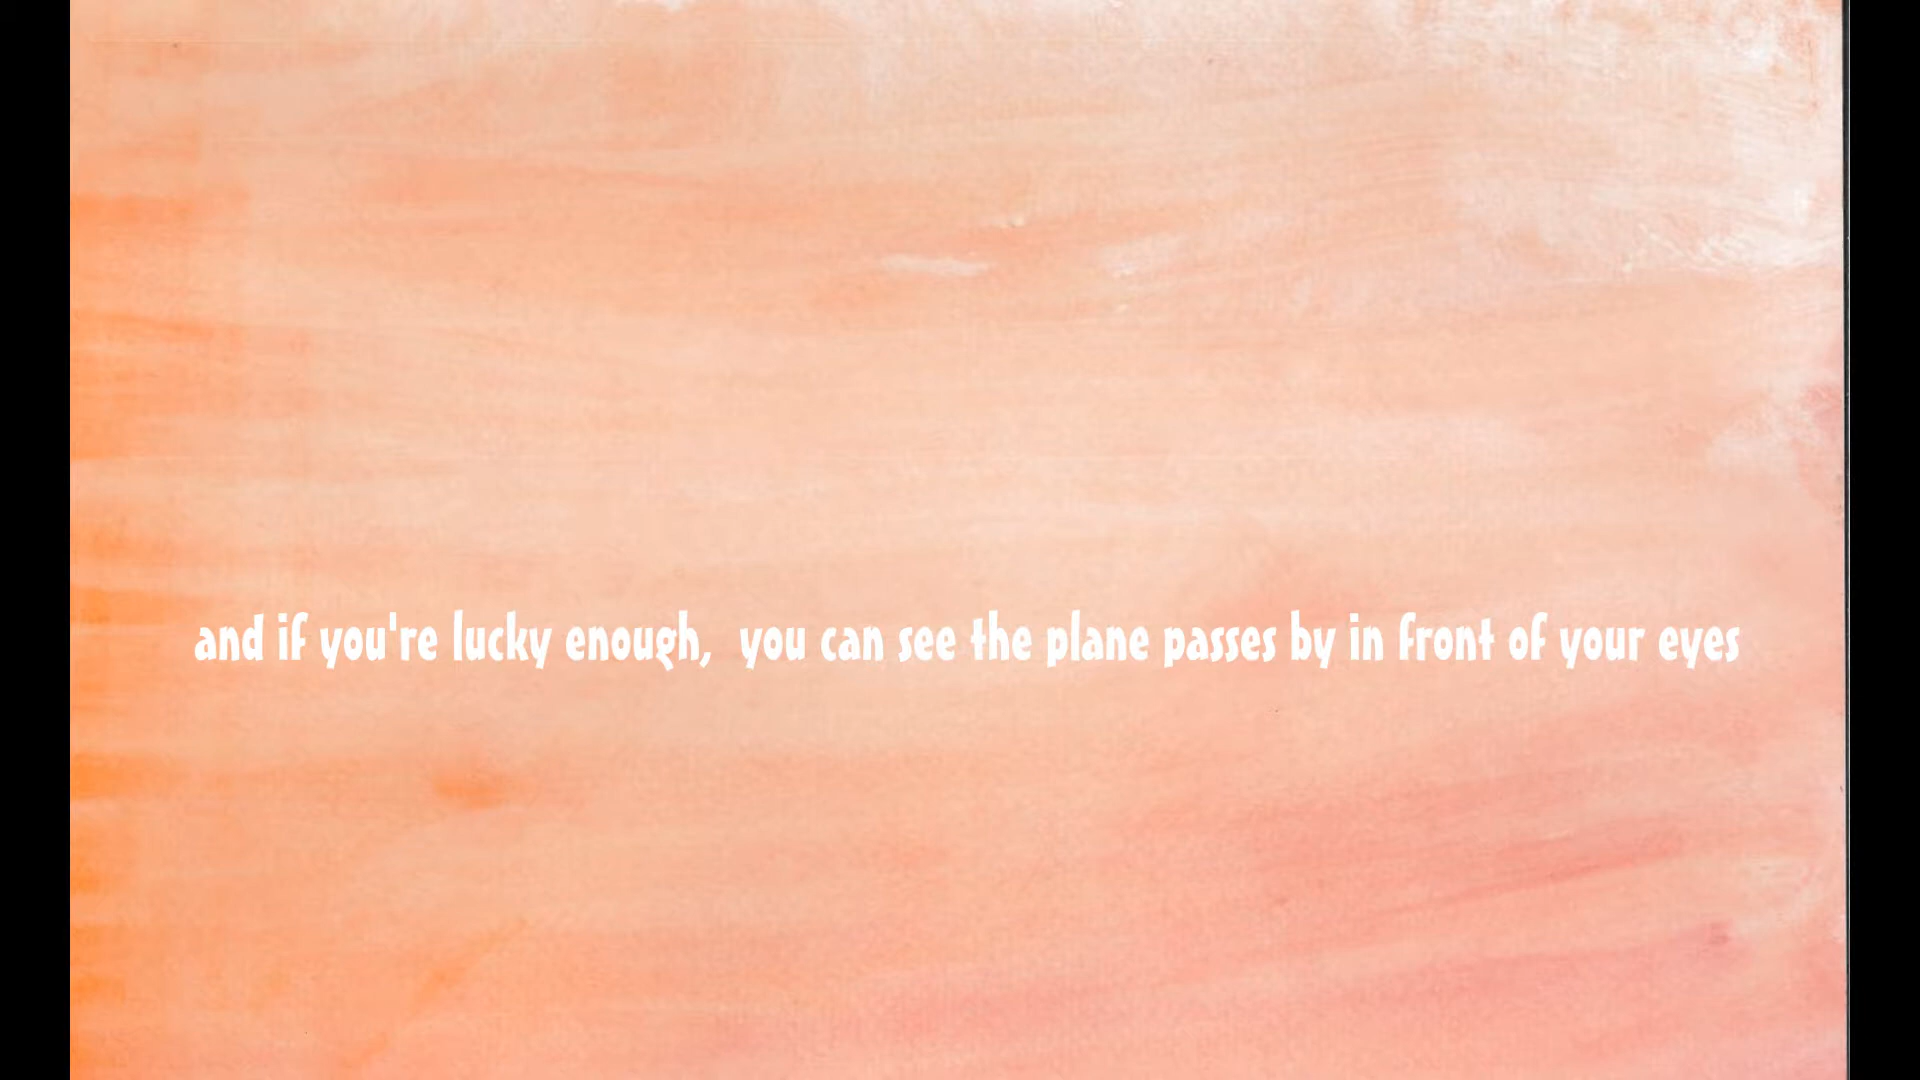 and if you're lucky enough,  you can see the plane passes by in front of your eyes